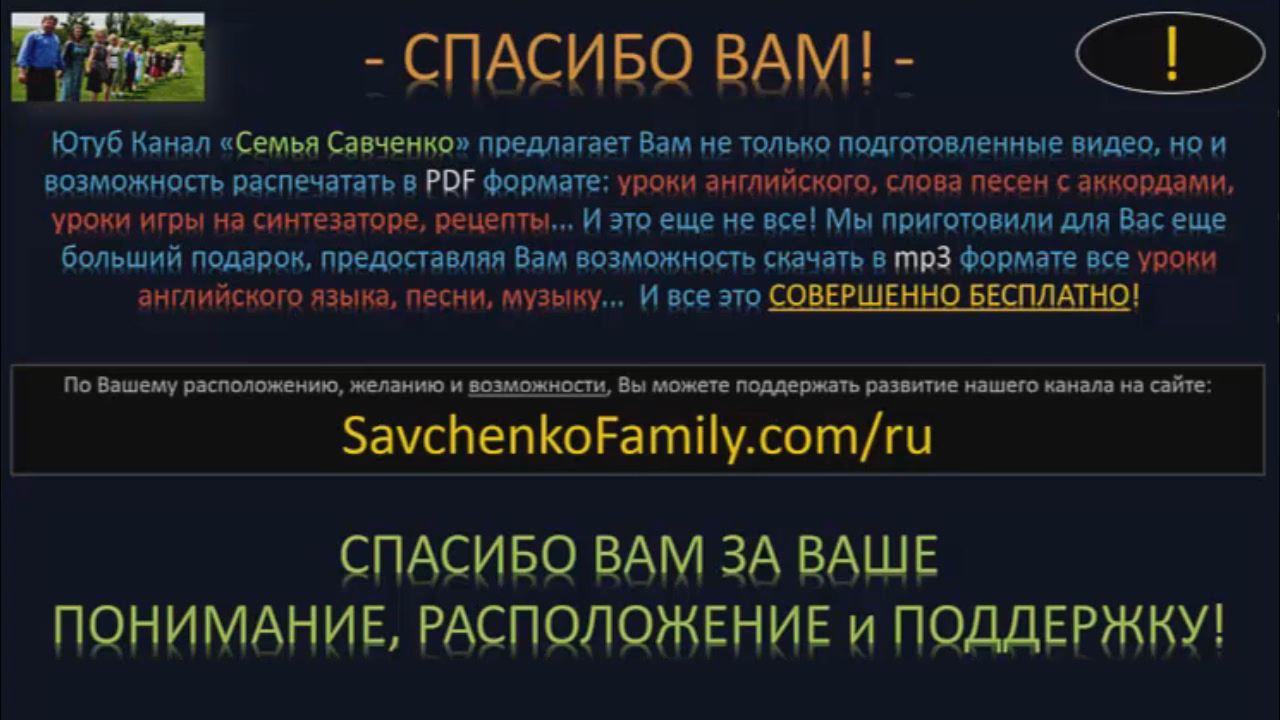 - СПАСИБО ВАМ! -
!
Ютуб Канал «Семья Савченко» предлагает Вам не только подготовленные видео, но и
возможность распечатать в PDF формате: уроки английского, слова песен с аккордами,
уроки игры на синтезаторе, рецепты... И это еще не все! Мы приготовили для Вас еще
больший подарок, предоставляя Вам возможность скачать в mp3 формате все уроки
английского языка, песни, музыку... И все это СОВЕРШЕННО БЕСПЛАТНО!
По Вашему расположению, желанию и возможности, Вы можете поддержать развитие нашего канала на сайте:
SavchenkoFamily.com/ru
СПАСИБО ВАМ ЗА ВАШЕ
ПОНИМАНИЕ, РАСПОЛОЖЕНИЕ и ПОДДЕРЖКУ!